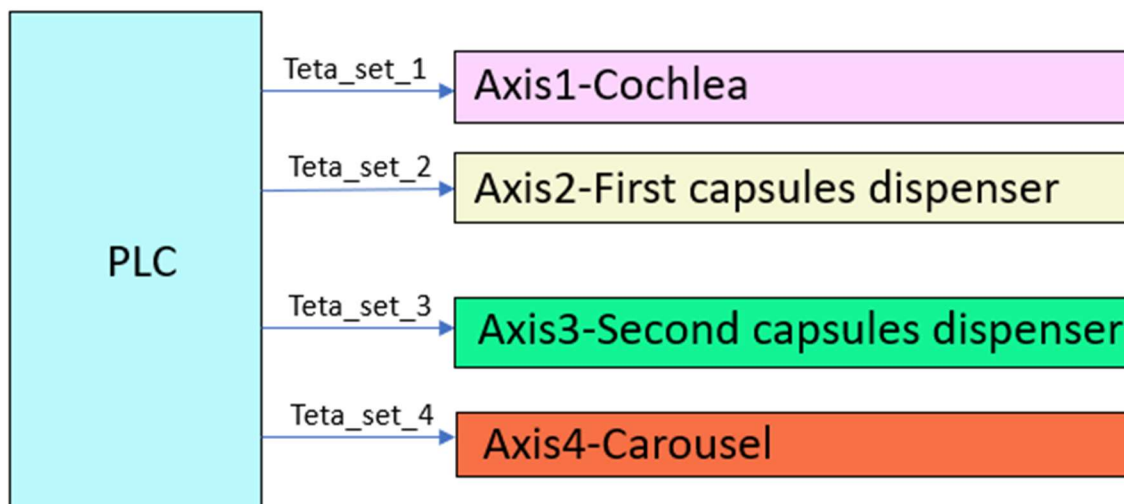 Teta_set_1
Axis1-Cochlea
Teta_set_2
Axis2-First capsules dispenser
PLC
Teta_set_3
Axis3-Second capsules dispenser
Teta_set_4
Axis4-Carousel